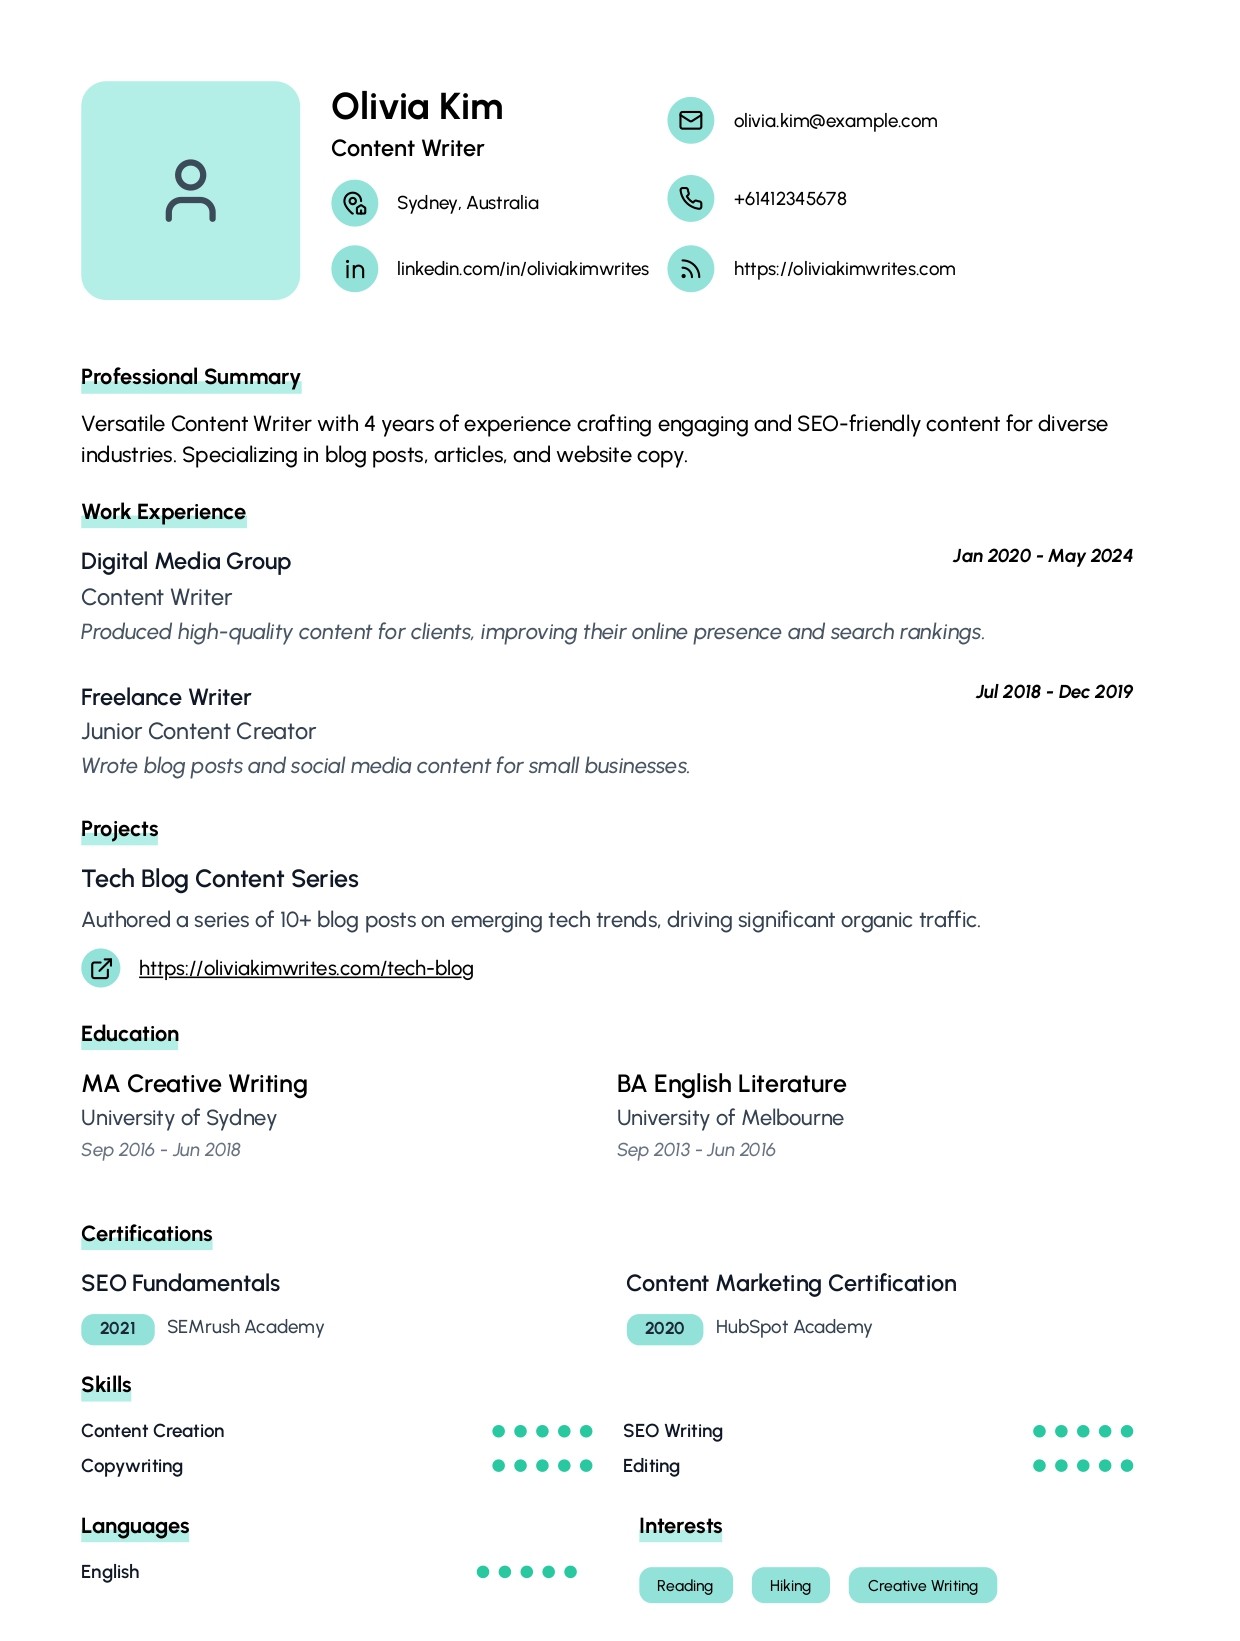 Olivia Kim
Content Writer
Sydney, Australia
in linkedin.com/in/oliviakimwrites
olivia.kim@example.com
+61412345678
https://oliviakimwrites.com
Professional Summary
Versatile Content Writer with 4 years of experience crafting engaging and SEO-friendly content for diverse
industries. Specializing in blog posts, articles, and website copy.
Work Experience
Digital Media Group
Jan 2020 - May 2024
Content Writer
Produced high-quality content for clients, improving their online presence and search rankings.
Freelance Writer
Jul 2018 - Dec 2019
Junior Content Creator
Wrote blog posts and social media content for small businesses.
Projects
Tech Blog Content Series
Authored a series of 10+ blog posts on emerging tech trends, driving significant organic traffic.
https://oliviakimwrites.com/tech-blog
Education
MA Creative Writing
University of Sydney
Sep 2016 - Jun 2018
BA English Literature
University of Melbourne
Sep 2013 - Jun 2016
Certifications
SEO Fundamentals
2021 SEMrush Academy
Content Marketing Certification
2020 HubSpot Academy
Skills
Content Creation
SEO Writing
Copywriting
Editing
Languages
English
Interests
Reading
Hiking
Creative Writing